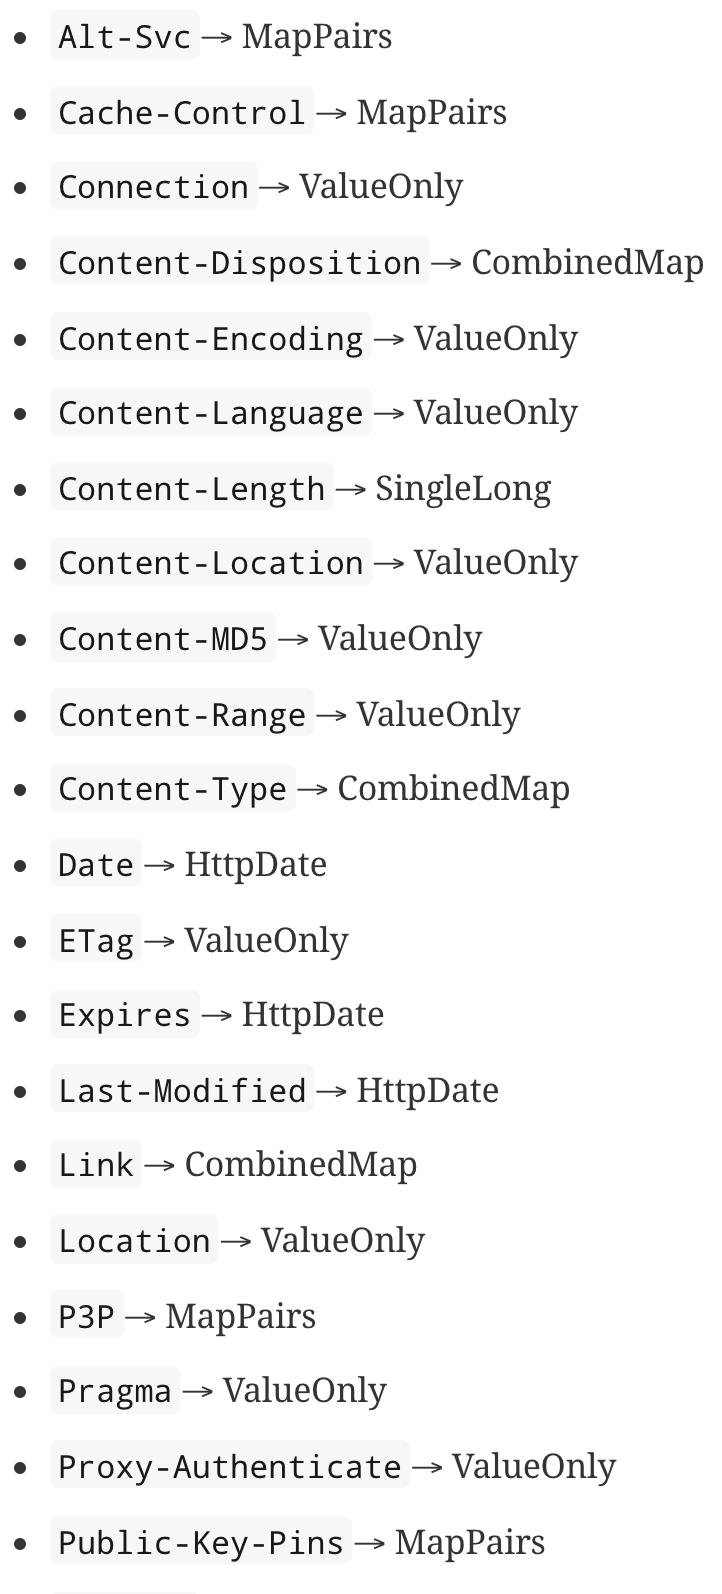 • Alt-Svc → MapPairs
• Cache-Control → MapPairs
• Connection → ValueOnly
• Content-Disposition → CombinedMap
• Content-Encoding → ValueOnly
• Content-Language → ValueOnly
• Content-Length → SingleLong
• Content-Location → ValueOnly
• Content-MD5 → ValueOnly
• Content-Range → ValueOnly
• Content-Type → CombinedMap
• Date → HttpDate
• ETag → ValueOnly
• Expires → HttpDate
• Last-Modified → HttpDate
• Link → CombinedMap
• Location → ValueOnly
• P3P → MapPairs
• Pragma → ValueOnly
• Proxy-Authenticate → ValueOnly
• Public-Key-Pins → MapPairs